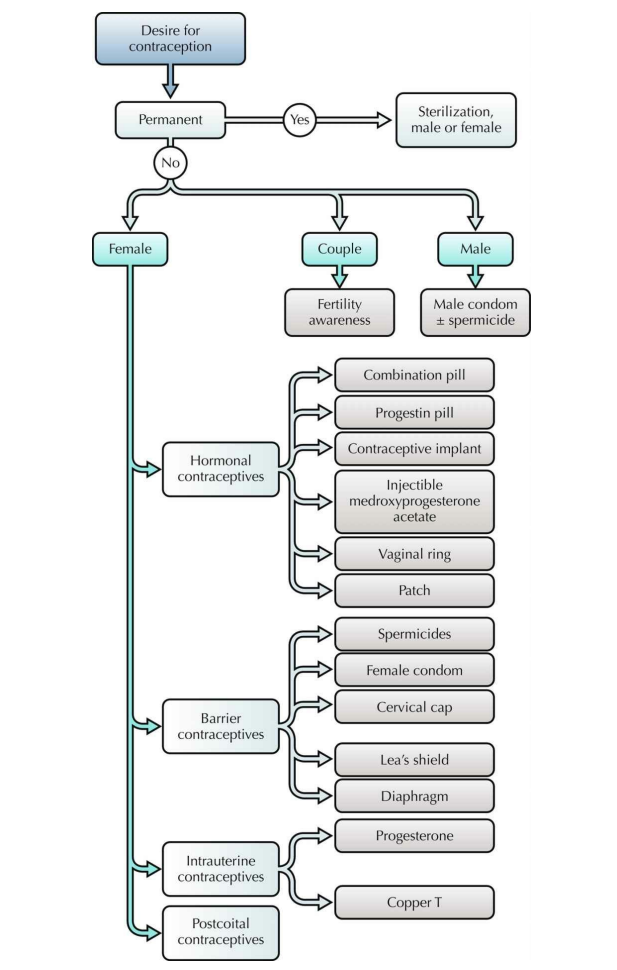 Desire for
contraception
Permanent
Yes
Sterilization,
male or female
No
Female
Couple
Male
Fertility
awareness
Male condom
± spermicide
Hormonal
contraceptives
Combination pill
Progestin pill
Contraceptive implant
Injectible
medroxyprogesterone
acetate
Vaginal ring
Patch
Barrier
contraceptives
Spermicides
Female condom
Cervical cap
Lea's shield
Diaphragm
Intrauterine
contraceptives
Progesterone
Copper T
Postcoital
contraceptives